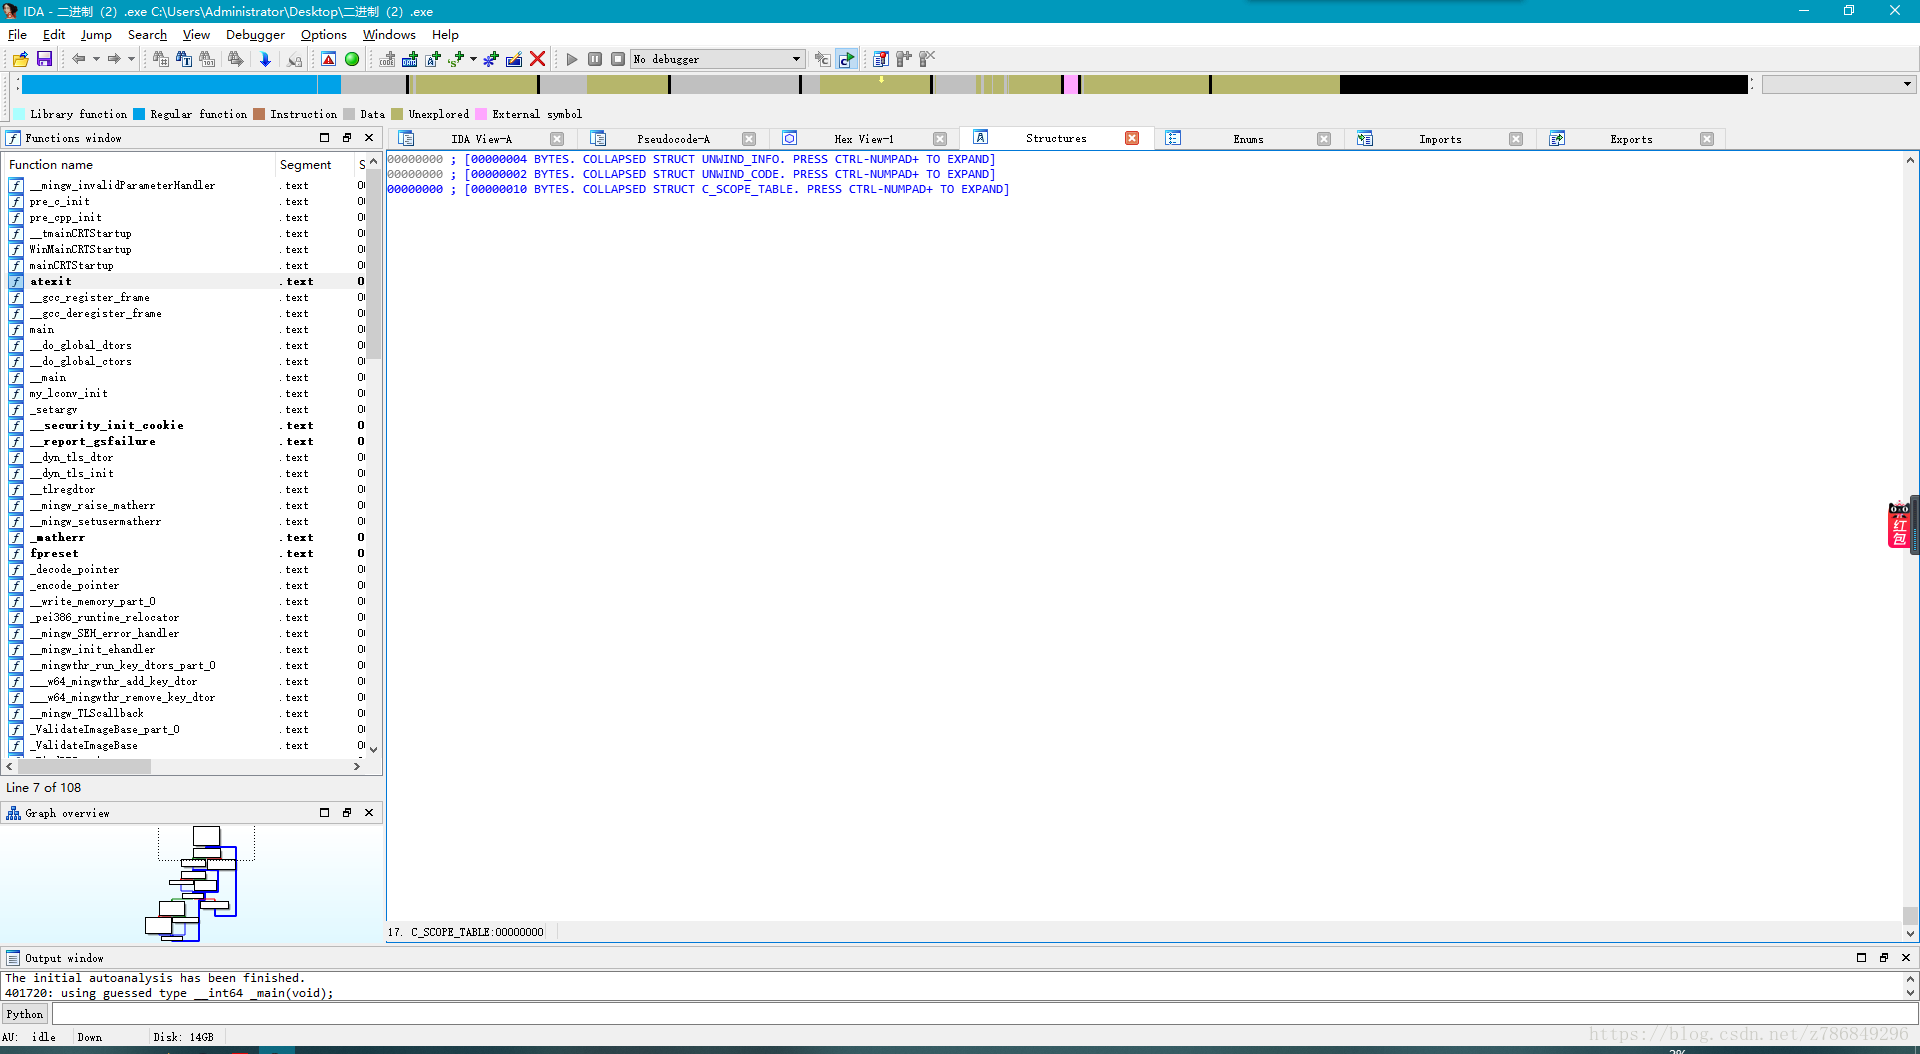 IDA - 二进制（2）.exe C:\Users\Administrator\Desktop\二进制（2）.exe
File Edit Jump Search View Debugger Options Windows Help
No debugger
Library function Regular function Instruction Data Unexplored External symbol
Functions window
IDA View-A Pseudocode-A Hex View-1 Structures Enums Imports Exports
Function name Segment S
__mingw_invalidParameterHandler .text
pre_c_init .text
pre_cpp_init .text
__tmainCRTStartup .text
WinMainCRTStartup .text
mainCRTStartup .text
atexit .text 0
__gcc_register_frame .text
__gcc_deregister_frame .text
main .text
__do_global_dtors .text
__do_global_ctors .text
__main .text
my_lconv_init .text
_setargv .text
__security_init_cookie .text 0
__report_gsfailure .text 0
__dyn_tls_dtor .text
__dyn_tls_init .text
__tlregdtor .text
__mingw_raise_matherr .text
__mingw_setusermatherr .text
_matherr .text 0
fpreset .text 0
_decode_pointer .text
_encode_pointer .text
__write_memory_part_0 .text
_pei386_runtime_relocator .text
__mingw_SEH_error_handler .text
__mingw_init_ehandler .text
__mingwthr_run_key_dtors_part_0 .text
___w64_mingwthr_add_key_dtor .text
___w64_mingwthr_remove_key_dtor .text
__mingw_TLScallback .text
_ValidateImageBase_part_0 .text
_ValidateImageBase .text
Line 7 of 108
Graph overview
00000000 ; [00000004 BYTES. COLLAPSED STRUCT UNWIND_INFO. PRESS CTRL-NUMPAD+ TO EXPAND]
00000000 ; [00000002 BYTES. COLLAPSED STRUCT UNWIND_CODE. PRESS CTRL-NUMPAD+ TO EXPAND]
00000000 ; [00000010 BYTES. COLLAPSED STRUCT C_SCOPE_TABLE. PRESS CTRL-NUMPAD+ TO EXPAND]
红包
17. C_SCOPE_TABLE:00000000
Output window
The initial autoanalysis has been finished.
401720: using guessed type __int64 _main(void);
Python
AU: idle Down Disk: 14GB
https://blog.csdn.net/z786849296